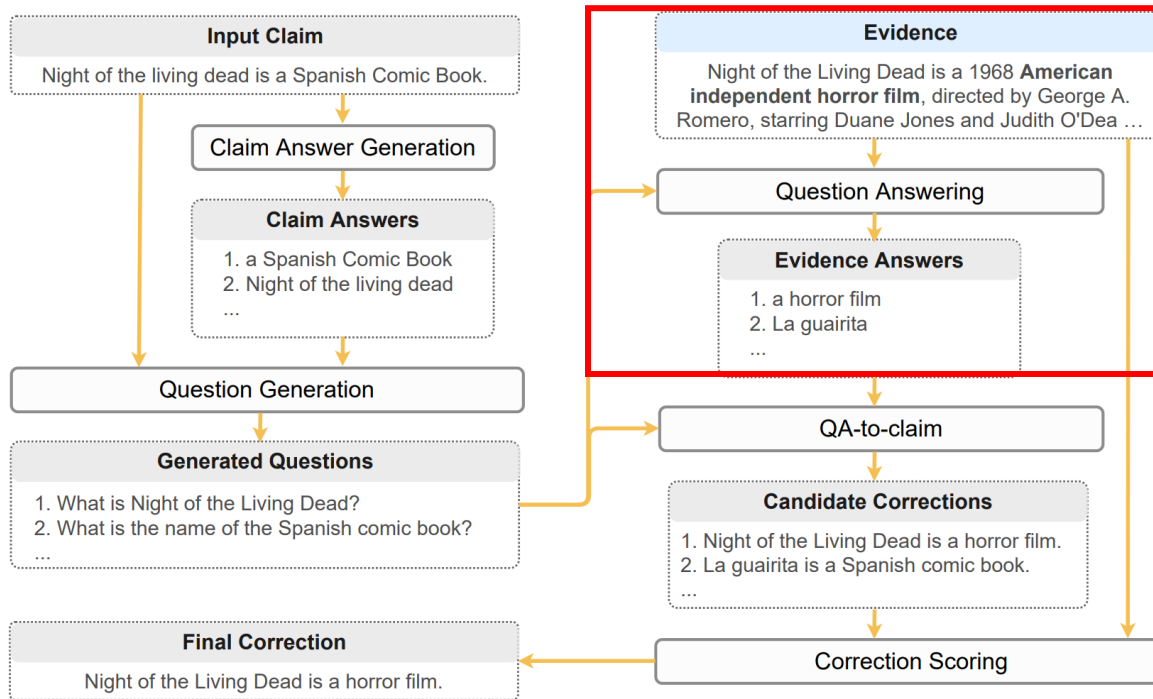 Input Claim
Night of the living dead is a Spanish Comic Book.
Claim Answer Generation
Claim Answers
1. a Spanish Comic Book
2. Night of the living dead
...
Question Generation
Generated Questions
1. What is Night of the Living Dead?
2. What is the name of the Spanish comic book?
...
Evidence
Night of the Living Dead is a 1968 American
independent horror film, directed by George A.
Romero, starring Duane Jones and Judith O'Dea ...
Question Answering
Evidence Answers
1. a horror film
2. La guairita
...
QA-to-claim
Candidate Corrections
1. Night of the Living Dead is a horror film.
2. La guairita is a Spanish comic book.
...
Correction Scoring
Final Correction
Night of the Living Dead is a horror film.